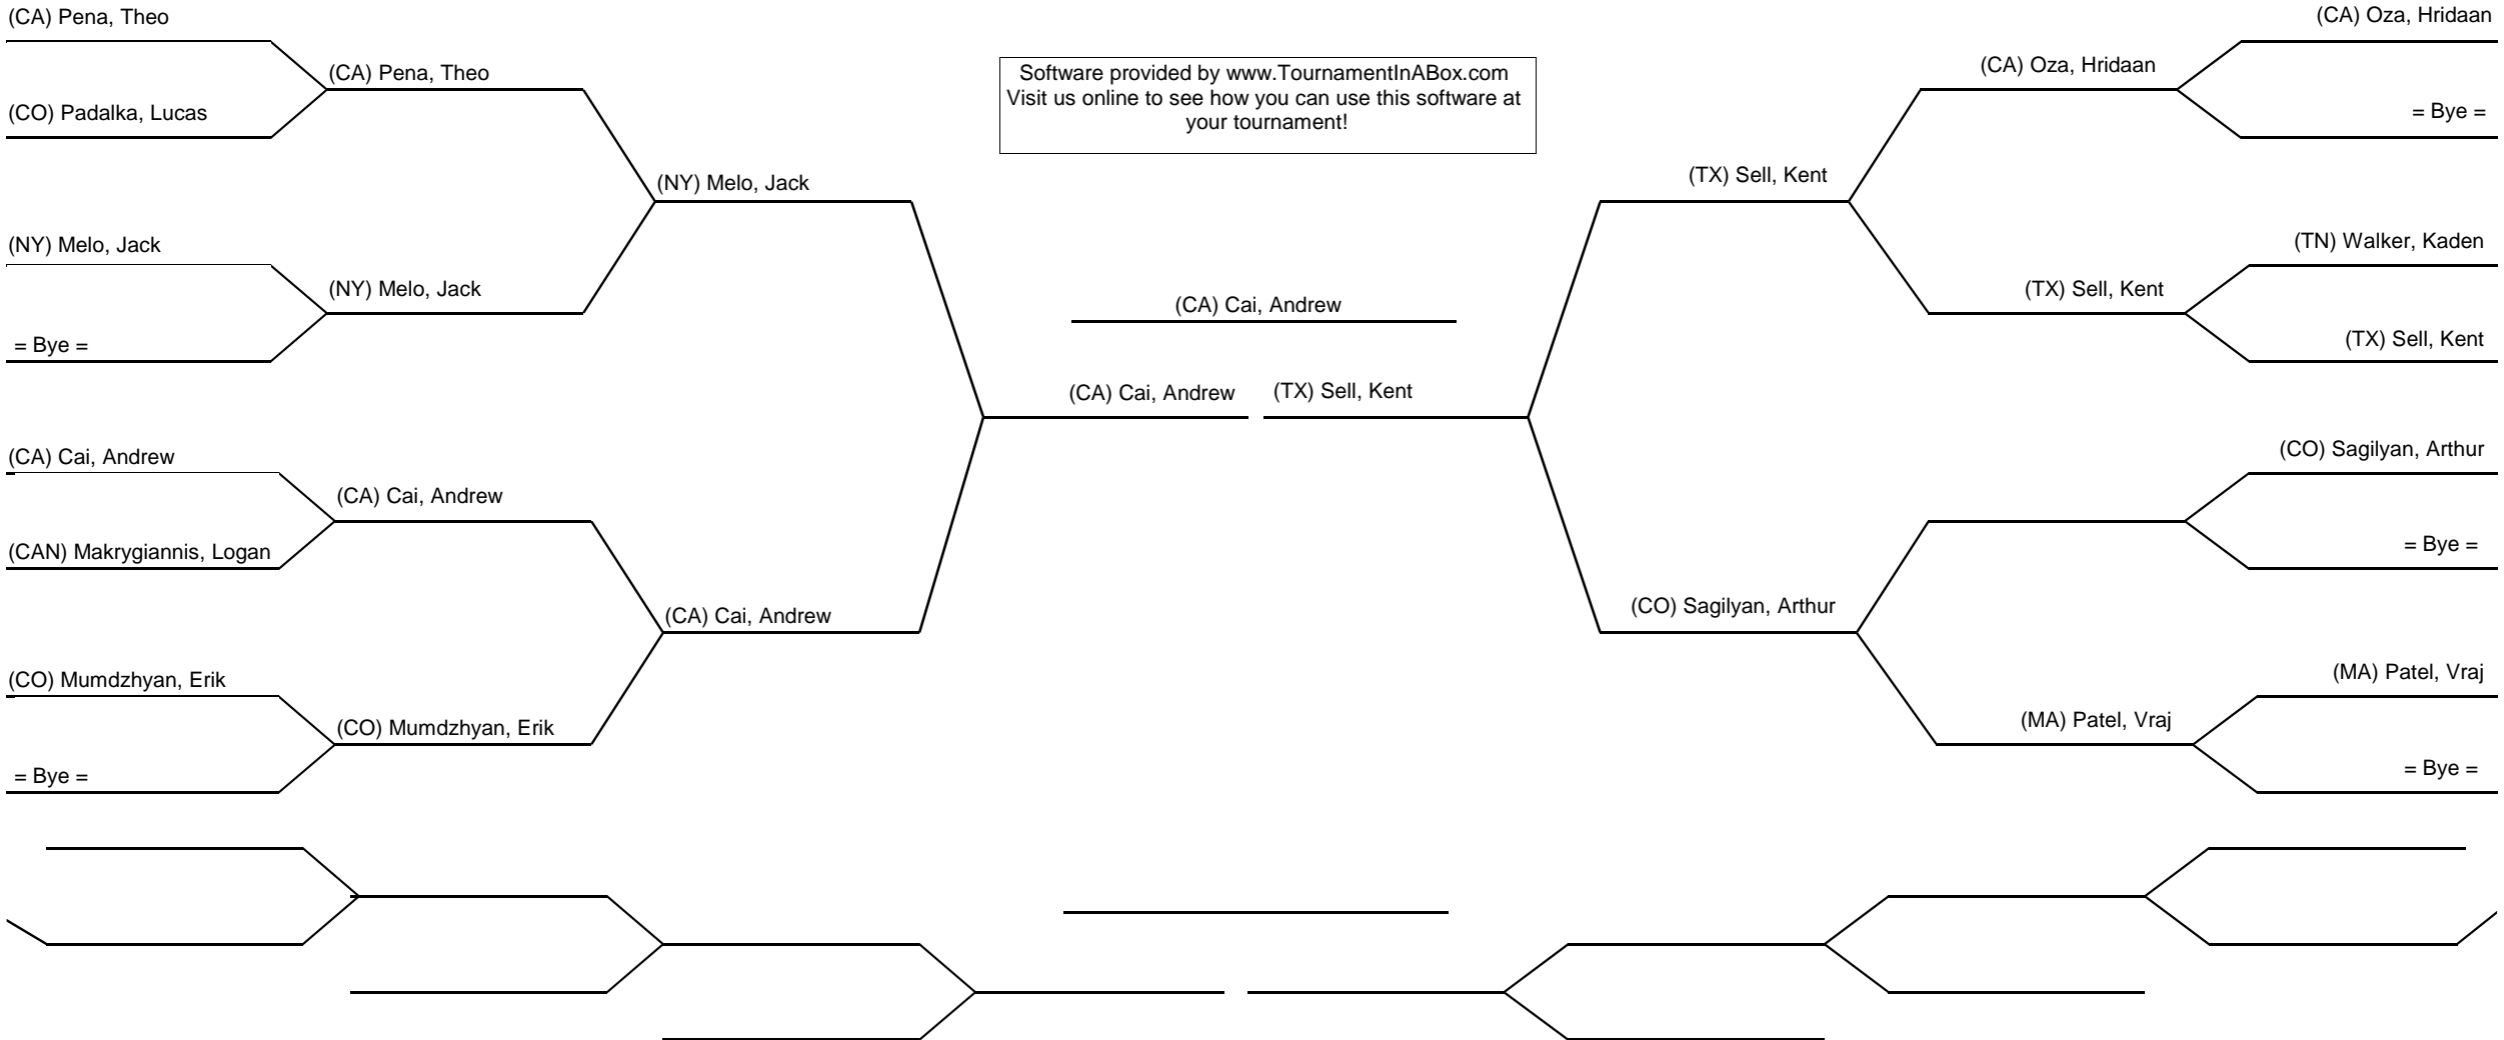 (CA) Pena, Theo
(CA) Pena, Theo
(CO) Padalka, Lucas
(NY) Melo, Jack
(NY) Melo, Jack
(NY) Melo, Jack
= Bye =
(CA) Cai, Andrew
(CA) Cai, Andrew
(CAN) Makrygiannis, Logan
(CA) Cai, Andrew
(CO) Mumdzhyan, Erik
(CO) Mumdzhyan, Erik
= Bye =
Software provided by www.TournamentInABox.com
Visit us online to see how you can use this software at
your tournament!
(CA) Cai, Andrew
(CA) Cai, Andrew
(TX) Sell, Kent
(CA) Oza, Hridaan
(CA) Oza, Hridaan
= Bye =
(TX) Sell, Kent
(TN) Walker, Kaden
(TX) Sell, Kent
(TX) Sell, Kent
(CO) Sagilyan, Arthur
= Bye =
(CO) Sagilyan, Arthur
(MA) Patel, Vraj
(MA) Patel, Vraj
= Bye =